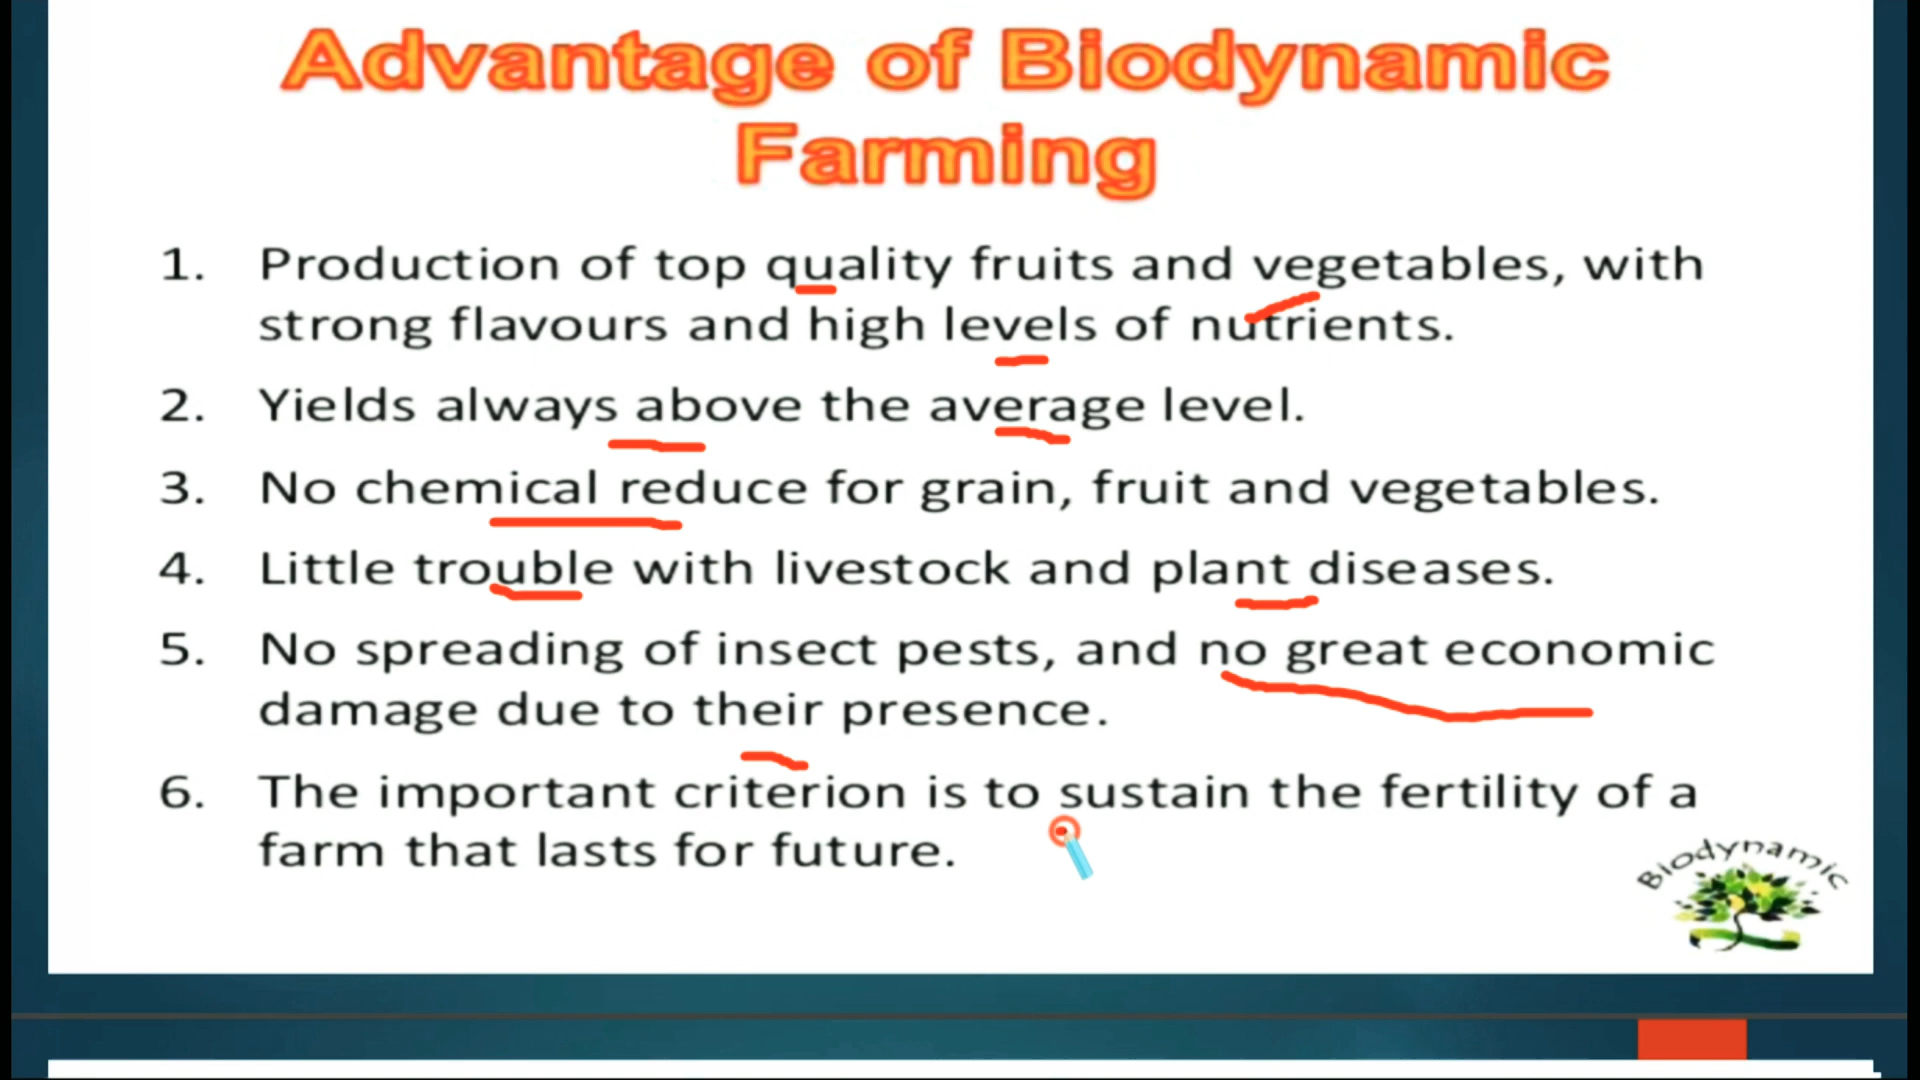 Advantage of Biodynamic
Farming
1. Production of top quality fruits and vegetables, with
strong flavours and high levels of nutrients.
2. Yields always above the average level.
3. No chemical reduce for grain, fruit and vegetables.
4. Little trouble with livestock and plant diseases.
5. No spreading of insect pests, and no great economic
damage due to their presence.
6. The important criterion is to sustain the fertility of a
farm that lasts for future.
Biodynamic